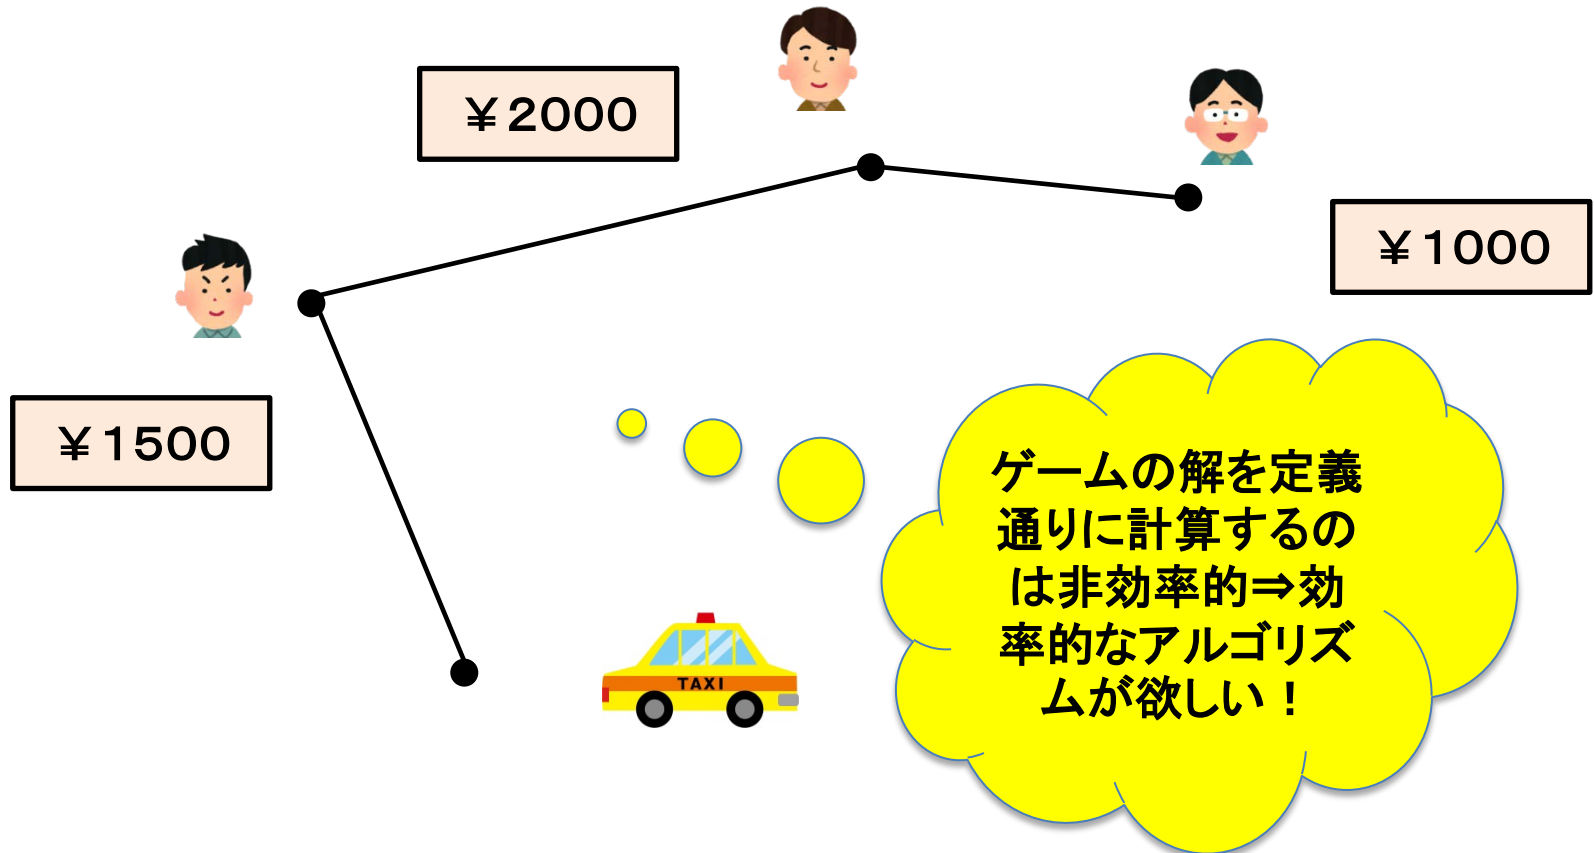 ¥2000
¥1000
¥1500
ゲームの解を定義
通りに計算するの
は非効率的⇒効
率的なアルゴリズ
ムが欲しい!
TAXI